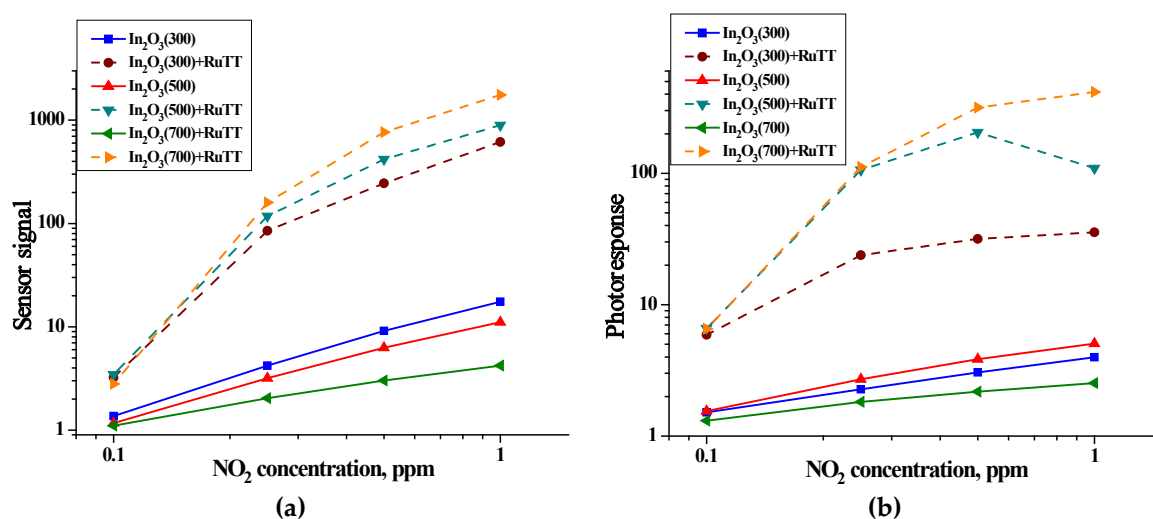 (a)
In₂O₃(300)
In₂O₃(300)+RuTT
In₂O₃(500)
In₂O₃(500)+RuTT
In₂O₃(700)+RuTT
In₂O₃(700)+RuTT
1000
100
10
1
Sensor signal
0.1
1
NO₂ concentration, ppm
(a)
(b)
In₂O₃(300)
In₂O₃(300)+RuTT
In₂O₃(500)
In₂O₃(500)+RuTT
In₂O₃(700)
In₂O₃(700)+RuTT
100
10
1
Photoresponse
0.1
1
NO₂ concentration, ppm
(b)